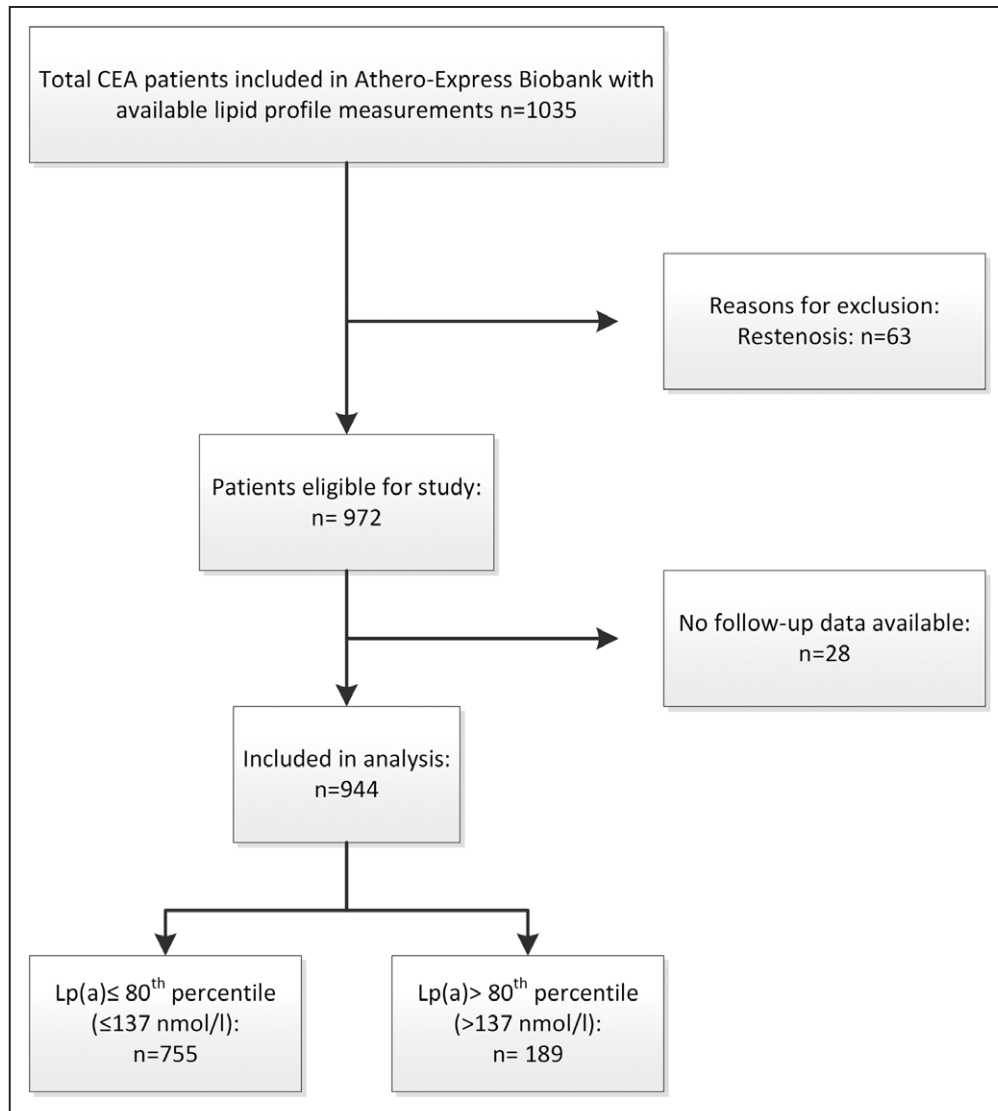 Total CEA patients included in Athero-Express Biobank with
available lipid profile measurements n=1035
Reasons for exclusion:
Restenosis: n=63
Patients eligible for study:
n= 972
No follow-up data available:
n=28
Included in analysis:
n=944
Lp(a)≤ 80th percentile
(≤137 nmol/l):
n=755
Lp(a)> 80th percentile
(>137 nmol/l):
n= 189